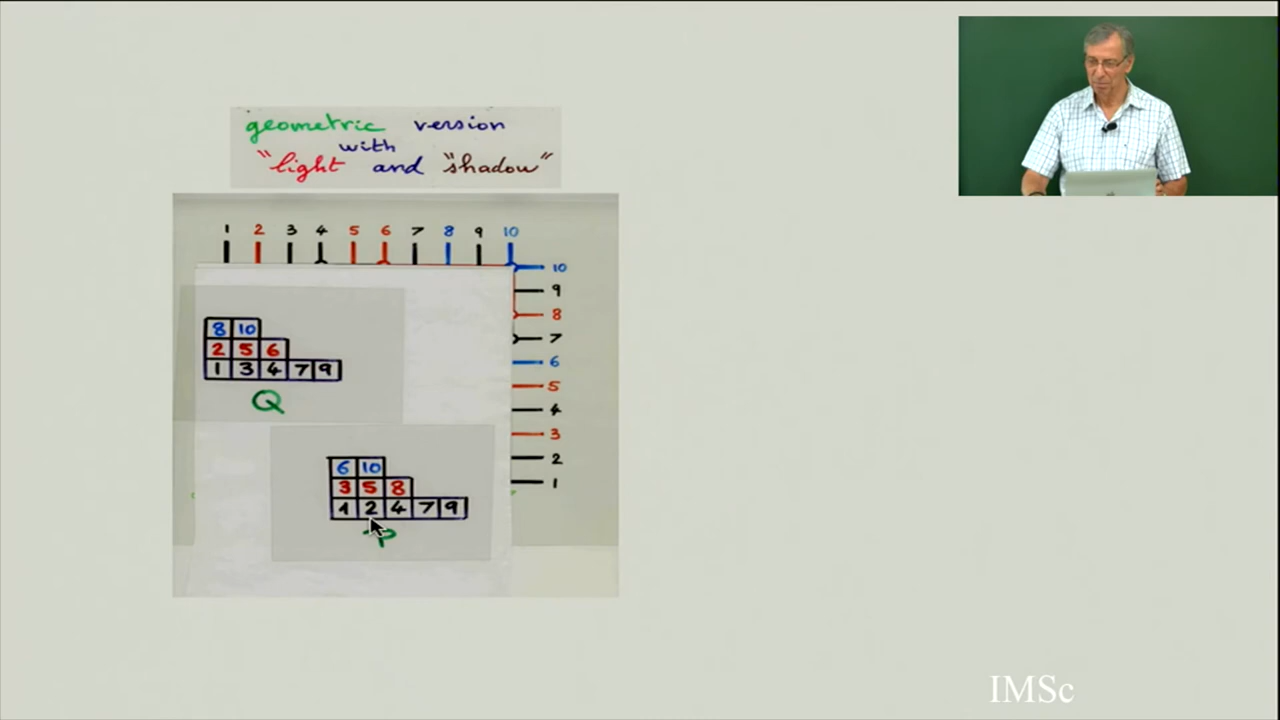 geometric version
with
"light and "shadow"
1 2 3 4 5 6 7 8 9 10
10
9
8
7
6
5
4
3
2
1
8 10
2 5 6
1 3 4 7 9
Q
6 10
3 5 8
1 2 4 7 9
P
IMSc